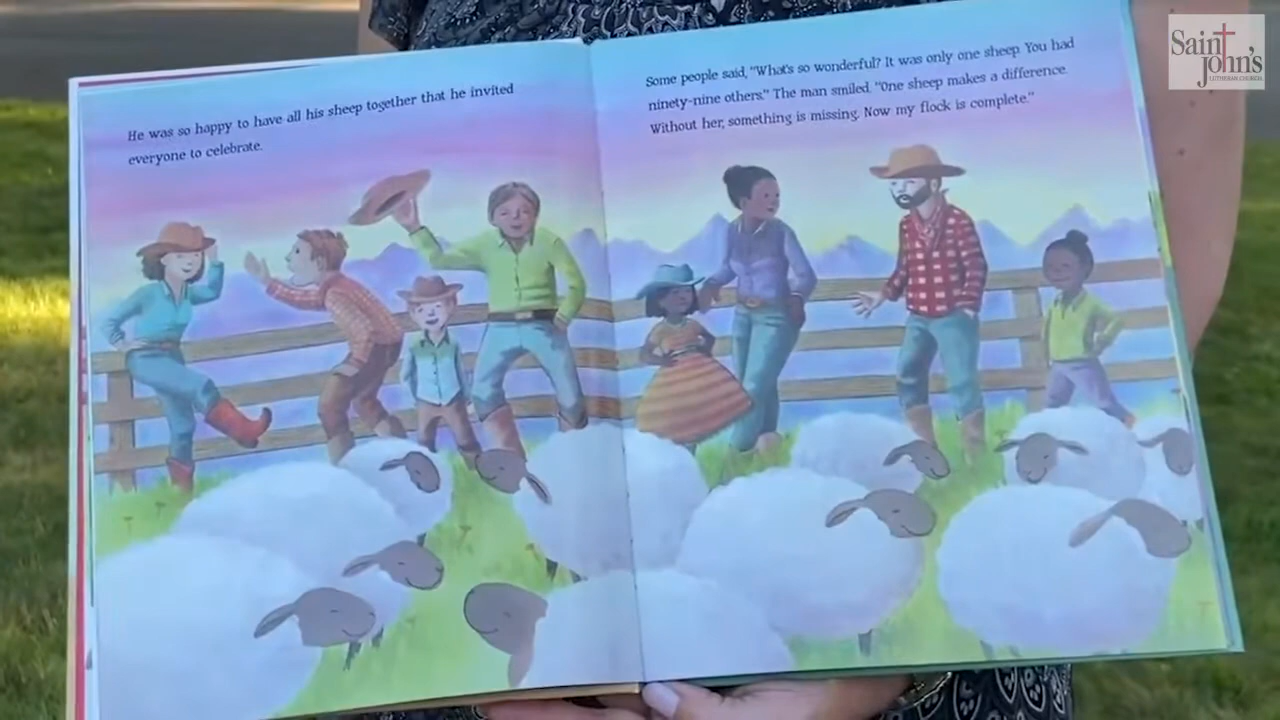 He was so happy to have all his sheep together that he invited
everyone to celebrate.
Some people said, "What's so wonderful? It was only one sheep. You had
ninety-nine others." The man smiled. "One sheep makes a difference.
Without her, something is missing. Now my flock is complete."
Saint
John's
LUTHERAN CHURCH